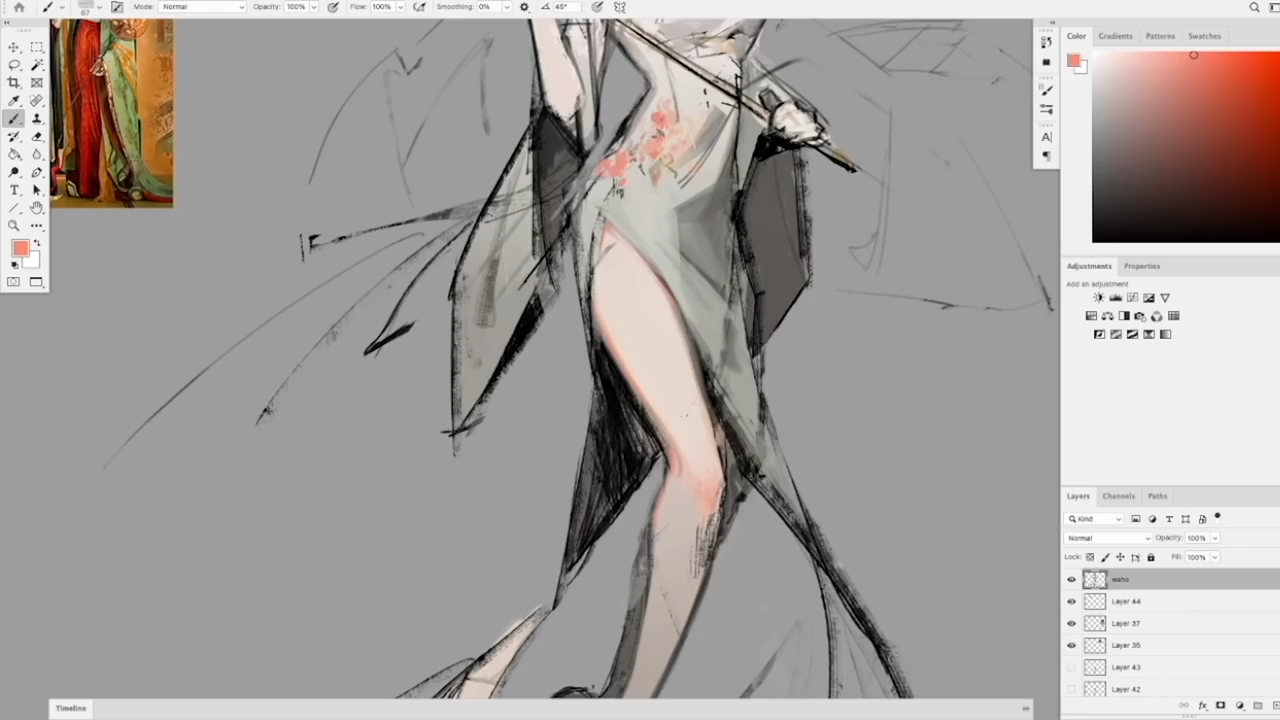 Mode: Normal Opacity: 100% Flow: 100% Smoothing: 0% 45°
67
Color Gradients Patterns Swatches
Adjustments Properties
Add an adjustment
Layers Channels Paths
Kind
Normal Opacity: 100%
Lock: Fill: 100%
Layer 44
Layer 37
Layer 35
Layer 43
Layer 42
Timeline